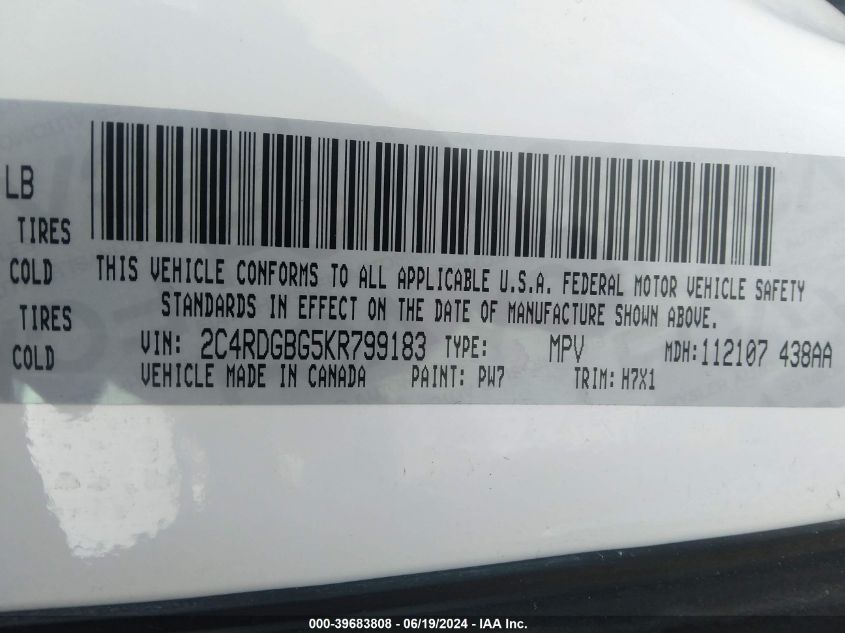 LB
TIRES
COLD
THIS VEHICLE CONFORMS TO ALL APPLICABLE U.S.A. FEDERAL MOTOR VEHICLE SAFETY
STANDARDS IN EFFECT ON THE DATE OF MANUFACTURE SHOWN ABOVE.
TIRES
COLD
VIN: 2C4RDGBG5KR799183 TYPE: MPV MDH: 112107 438AA
VEHICLE MADE IN CANADA PAINT: PW7 TRIM: H7X1
000-39683808 / 06/19/2024 - IAA Inc.